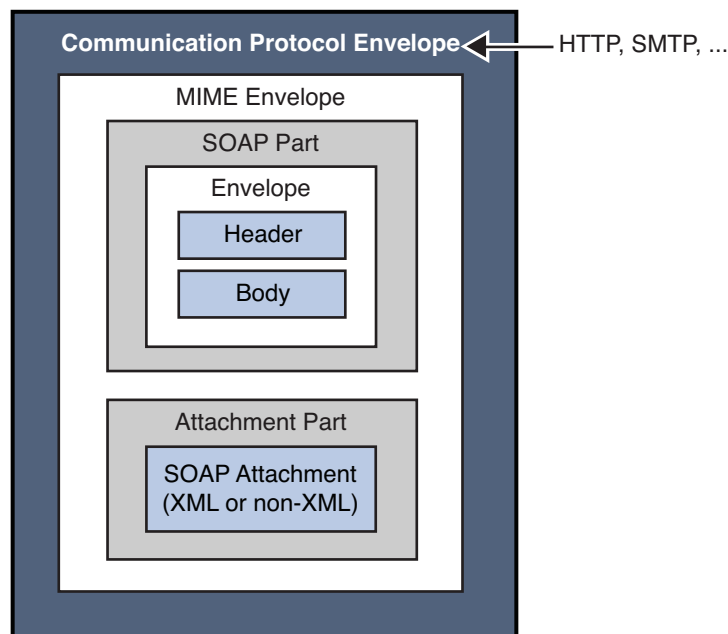 Communication Protocol Envelope
HTTP, SMTP, ...
MIME Envelope
SOAP Part
Envelope
Header
Body
Attachment Part
SOAP Attachment
(XML or non-XML)